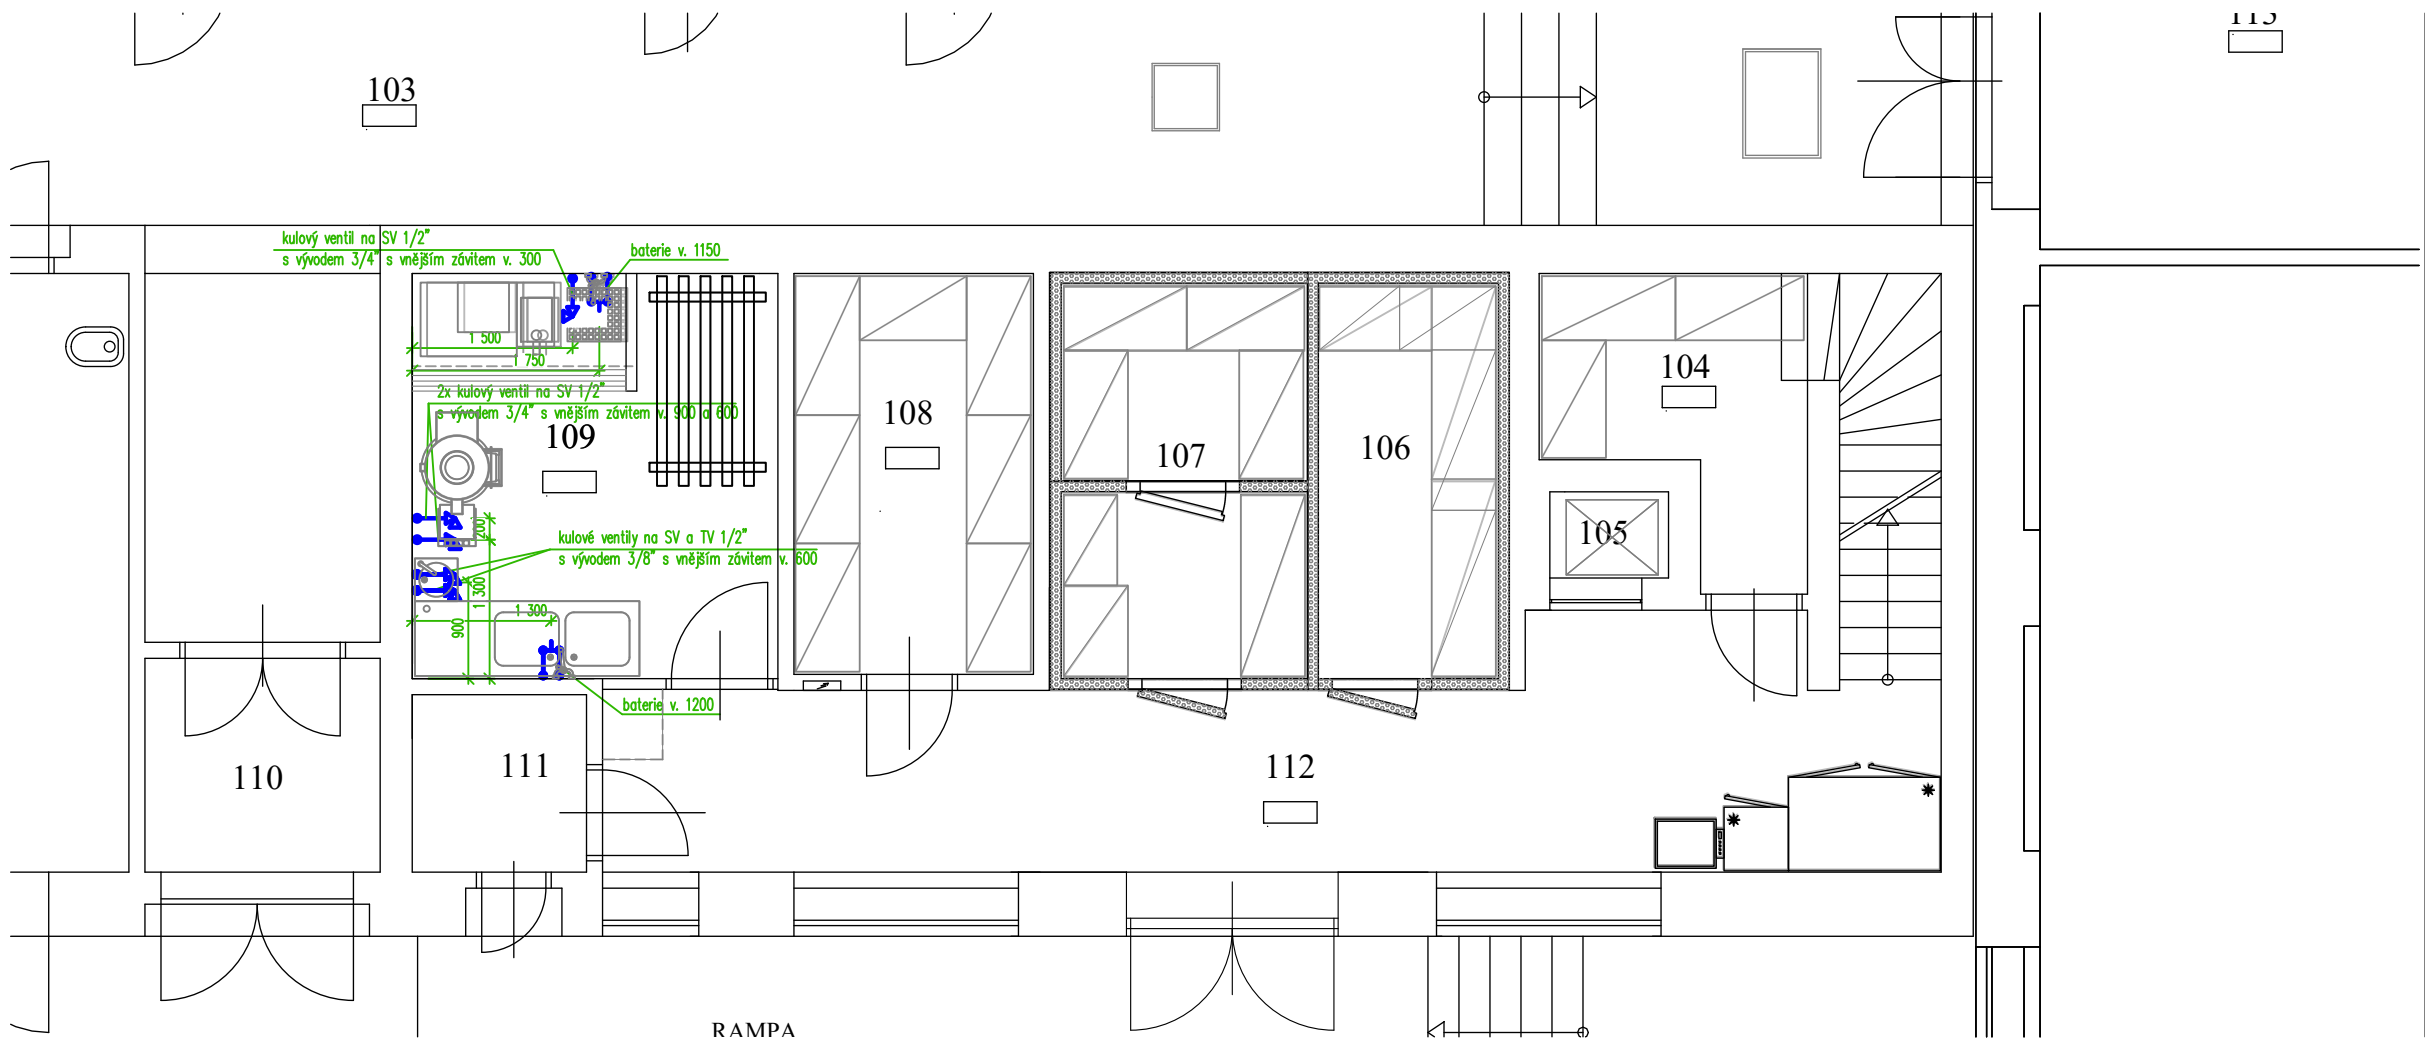 113
103
kulový ventil na SV 1/2"
s vývodem 3/4" s vnějším závitem v. 300
baterie v. 1150
1 500
1 750
2x kulový ventil na SV 1/2"
s vývodem 3/4" s vnějším závitem v. 900 a 600
109
108
107
106
104
105
200
kulové ventily na SV a TV 1/2"
s vývodem 3/8" s vnějším závitem v. 600
1 300
1 300
900
baterie v. 1200
110
111
112
RAMPA